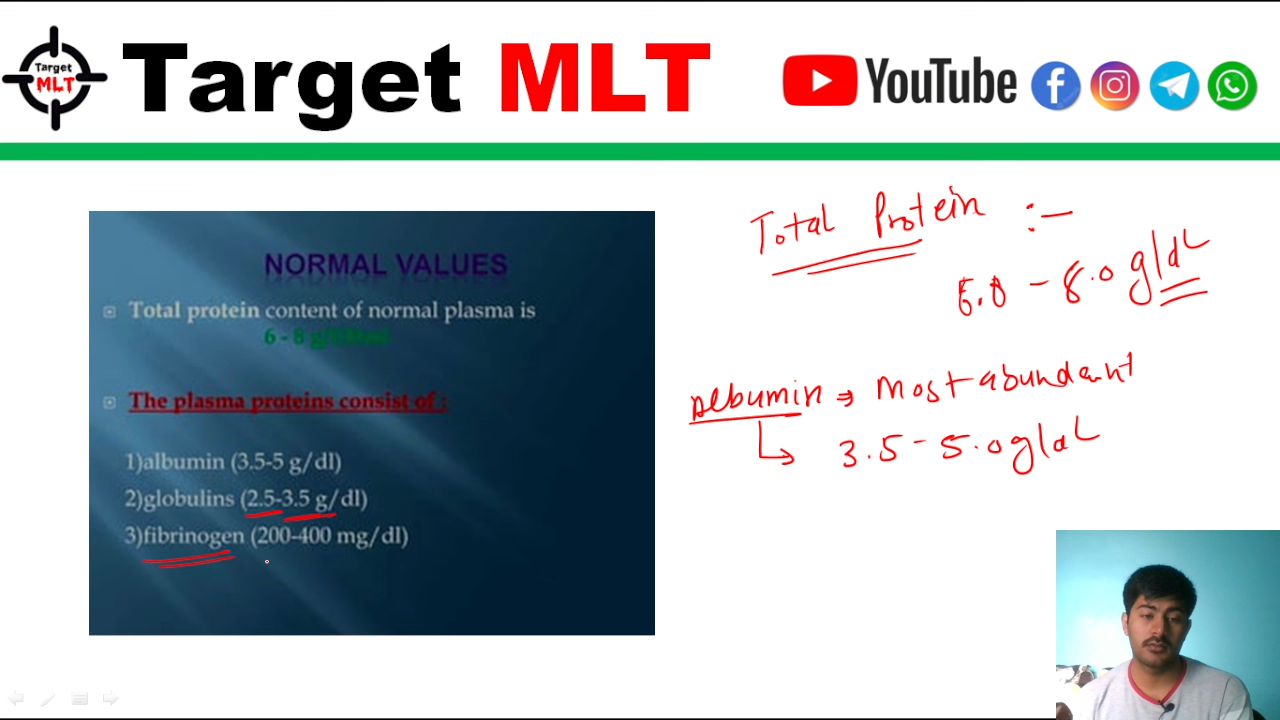 Target MLT
Target MLT
YouTube
NORMAL VALUES
Total protein content of normal plasma is
6 - 8 g/
The plasma proteins consist of :
1)albumin (3.5-5 g/dl)
2)globulins (2.5-3.5 g/dl)
3)fibrinogen (200-400 mg/dl)
Total Protein :-
6.0 - 8.0 g/dL
Albumin ⇒ most abundant
↳ 3.5 - 5.0 g/dL